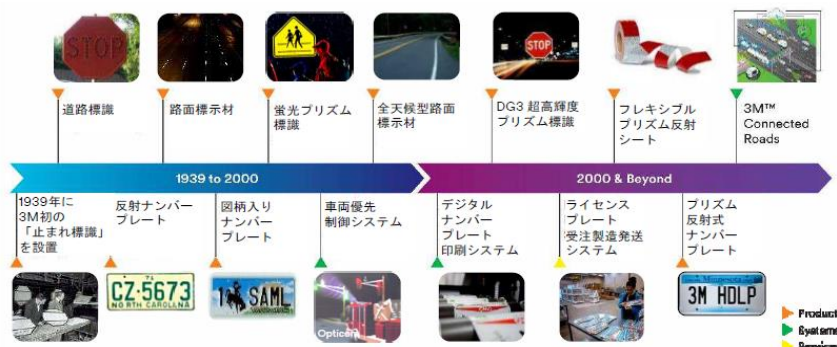 STOP
STOP
道路標識
路面標示材
蛍光プリズム
標識
全天候型路面
標示材
DG3 超高輝度
プリズム標識
フレキシブル
プリズム反射
シート
3M™
Connected
Roads
1939 to 2000
2000 & Beyond
1939年に
3M初の
「止まれ標識」
を設置
反射ナンバー
プレート
図柄入り
ナンバー
プレート
車両優先
制御システム
デジタル
ナンバー
プレート
印刷システム
ライセンス
プレート
受注製造発送
システム
プリズム
反射式
ナンバー
プレート
CZ·5673
NORTH CAROLINA
1 SAML
Opticom
Minnesota
3M HDLP
Product
Systems